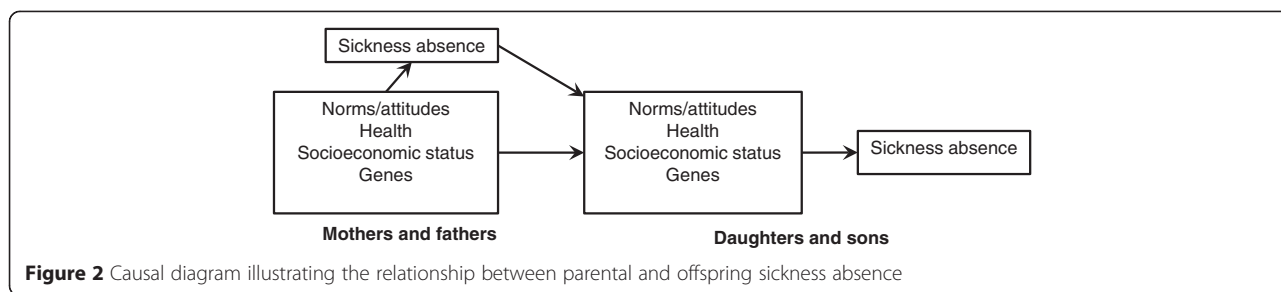 Sickness absence
Norms/attitudes
Health
Socioeconomic status
Genes
Norms/attitudes
Health
Socioeconomic status
Genes
Sickness absence
Mothers and fathers
Daughters and sons
Figure 2 Causal diagram illustrating the relationship between parental and offspring sickness absence